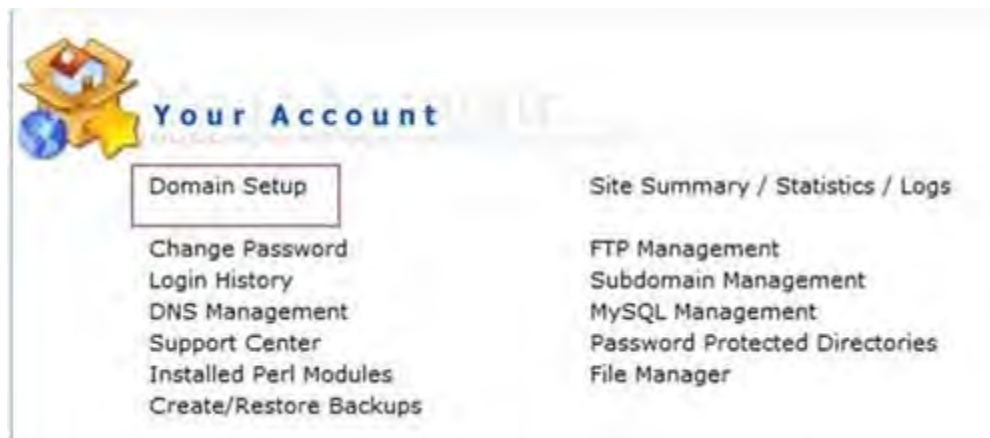 Your Account
Domain Setup
Site Summary / Statistics / Logs
Change Password
FTP Management
Login History
Subdomain Management
DNS Management
MySQL Management
Support Center
Password Protected Directories
Installed Perl Modules
File Manager
Create/Restore Backups